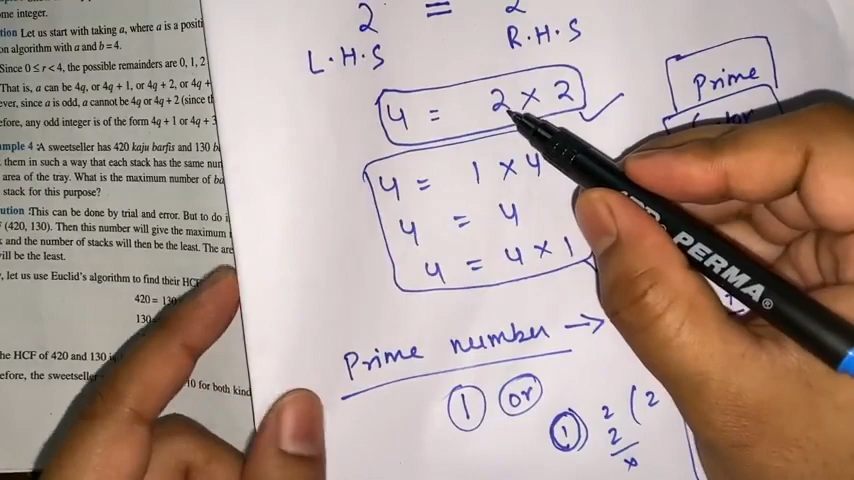 me integer.
tion Let us start with taking a, where a is a positi
on algorithm with a and b = 4.
Since 0 ≤ r < 4, the possible remainders are 0, 1, 2
That is, a can be 4q, or 4q + 1, or 4q + 2, or 4q +
ever, since a is odd, a cannot be 4q or 4q + 2 (since t
efore, any odd integer is of the form 4q + 1 or 4q + 3
ample 4 : A sweetseller has 420 kaju barfis and 130 b
them in such a way that each stack has the same nur
area of the tray. What is the maximum number of ba
stack for this purpose?
ution : This can be done by trial and error. But to do i
F (420, 130). Then this number will give the maximum
and the number of stacks will then be the least. The are
ill be the least.
, let us use Euclid's algorithm to find their HCF
420 = 130
130
he HCF of 420 and 130 i
efore, the sweetseller
10 for both kind
2 = 2
L.H.S R.H.S
4 = 2 × 2
4 = 1 × 4
4 = 4
4 = 4 × 1
Prime
Prime number →
1 or
1 2 ( 2
2
x
PERMA®